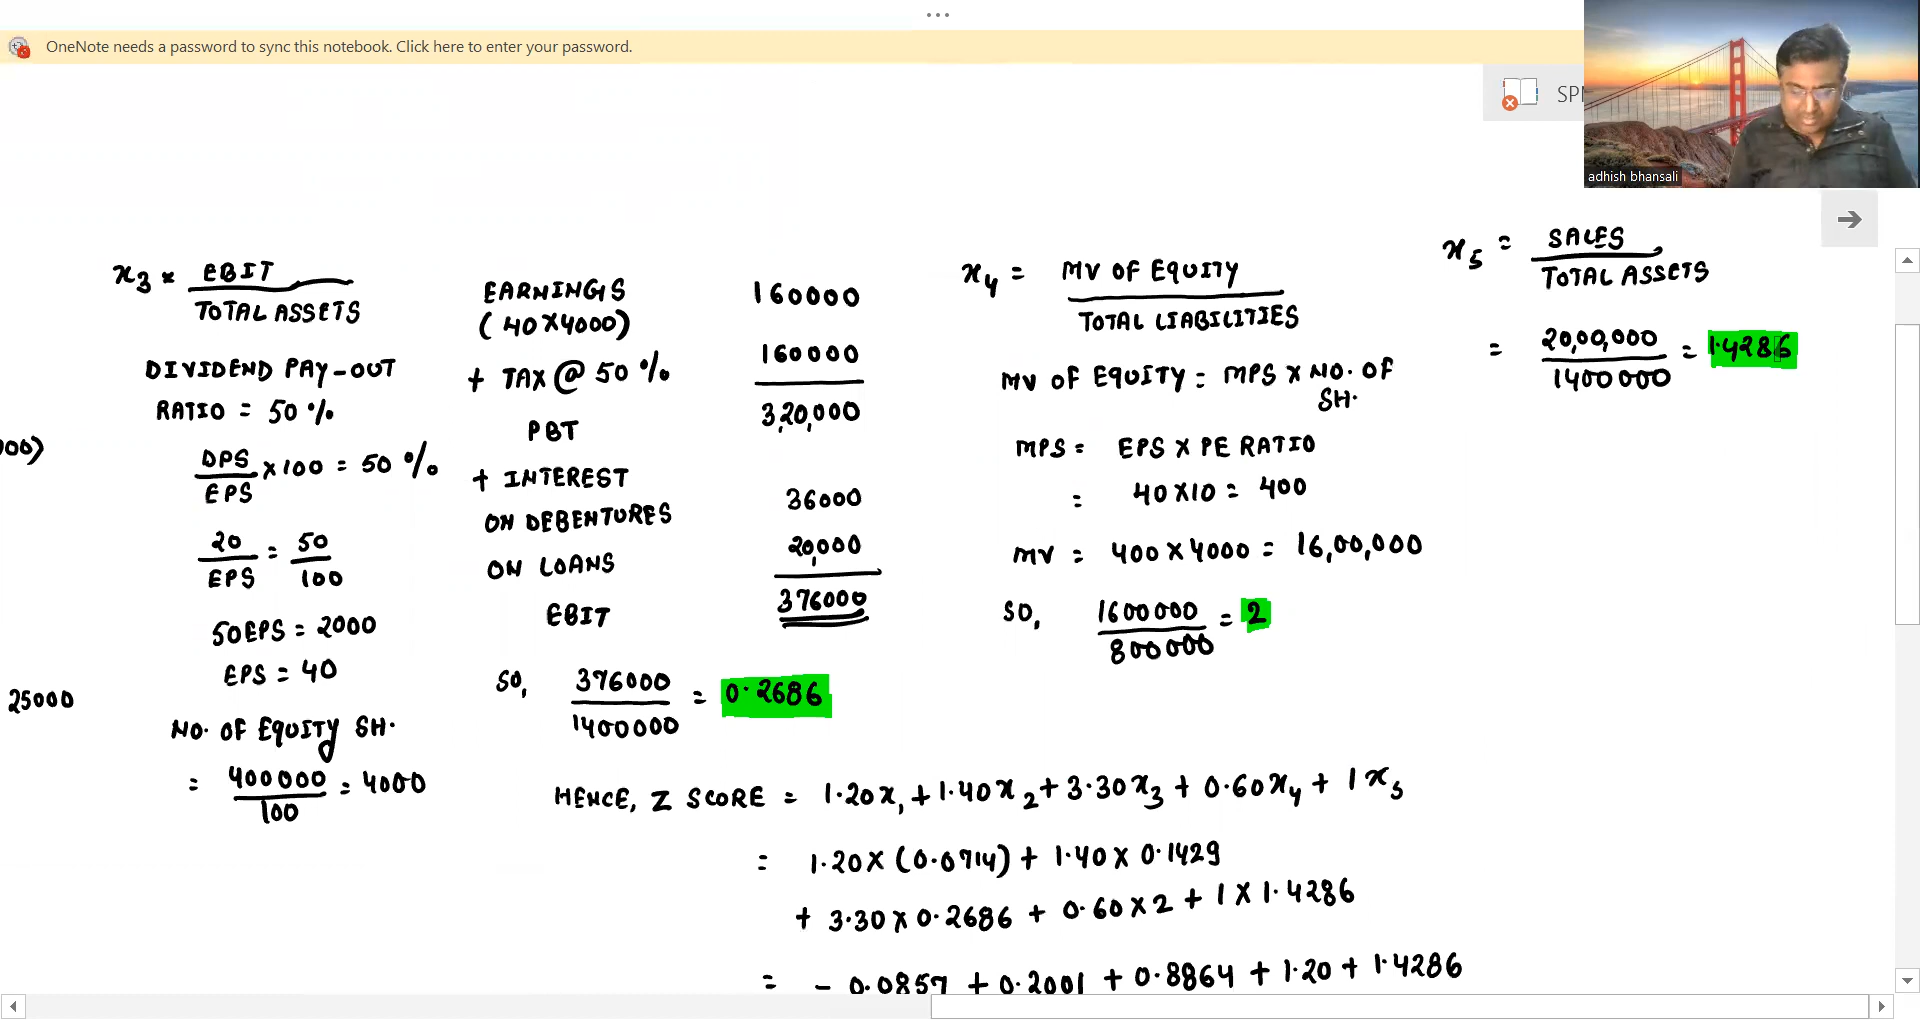 ...
OneNote needs a password to sync this notebook. Click here to enter your password.
adhish bhansali
x3 = EBIT
TOTAL ASSETS
DIVIDEND PAY-OUT
RATIO = 50 %
DPS
EPS
x 100 = 50 %
20
EPS
=
50
100
50EPS = 2000
EPS = 40
25000
NO. OF EQUITY SH.
= 400000
100
= 4000
EARNINGS 160000
(40X4000)
+ TAX @ 50 % 160000
PBT 3,20,000
+ INTEREST
ON DEBENTURES 36000
ON LOANS 20,000
EBIT 376000
SO, 376000
1400000
= 0.2686
x4 = MV OF EQUITY
TOTAL LIABILITIES
MV OF EQUITY = MPS X NO. OF
SH.
MPS = EPS X PE RATIO
= 40 X 10 = 400
MV = 400 X 4000 = 16,00,000
SO, 1600000
800000
= 2
x5 = SALES
TOTAL ASSETS
= 20,00,000
1400000
= 1.4286
HENCE, Z SCORE = 1.20x1 + 1.40x2 + 3.30x3 + 0.60x4 + 1x5
= 1.20 X (0.0714) + 1.40 X 0.1429
+ 3.30 X 0.2686 + 0.60 X 2 + 1 X 1.4286
= - 0.0857 + 0.2001 + 0.8864 + 1.20 + 1.4286